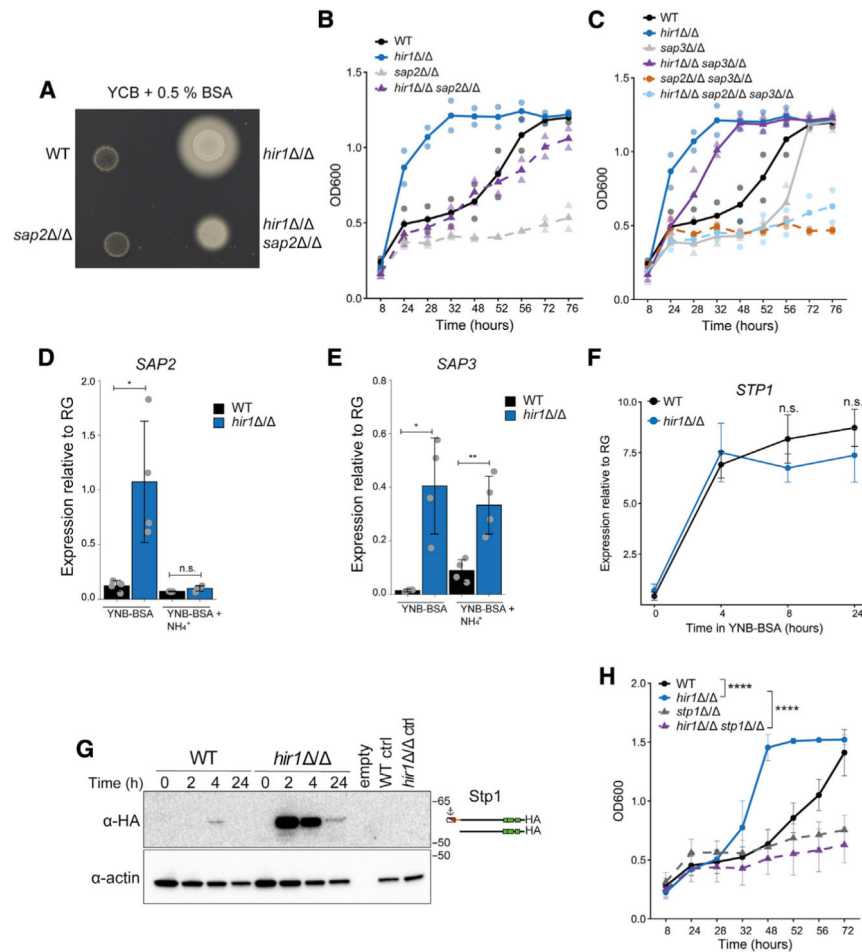 A
YCB + 0.5 % BSA
WT
hir1Δ/Δ
sap2Δ/Δ
hir1Δ/Δ
sap2Δ/Δ
B
WT
hir1Δ/Δ
sap2Δ/Δ
hir1Δ/Δ sap2Δ/Δ
OD600
1.5
1.0
0.5
0.0
8 24 28 32 48 52 56 72 76
Time (hours)
C
WT
hir1Δ/Δ
sap3Δ/Δ
hir1Δ/Δ sap3Δ/Δ
sap2Δ/Δ sap3Δ/Δ
hir1Δ/Δ sap2Δ/Δ sap3Δ/Δ
OD600
1.5
1.0
0.5
0.0
8 24 28 32 48 52 56 72 76
Time (hours)
D
SAP2
Expression relative to RG
2.0
1.5
1.0
0.5
0.0
*
n.s.
WT
hir1Δ/Δ
YNB-BSA
YNB-BSA +
NH₄⁺
E
SAP3
Expression relative to RG
0.8
0.6
0.4
0.2
0.0
*
**
WT
hir1Δ/Δ
YNB-BSA
YNB-BSA +
NH₄⁺
F
STP1
WT
hir1Δ/Δ
n.s.
n.s.
Expression relative to RG
10.0
7.5
5.0
2.5
0 4 8 24
Time in YNB-BSA (hours)
G
WT
hir1Δ/Δ
empty
WT ctrl
hir1Δ/Δ ctrl
Time (h) 0 2 4 24 0 2 4 24
α-HA
α-actin
-65
-50
-50
Stp1
HA
HA
H
WT
hir1Δ/Δ
stp1Δ/Δ
hir1Δ/Δ stp1Δ/Δ
****
****
OD600
2.0
1.5
1.0
0.5
0.0
8 24 28 32 48 52 56 72
Time (hours)